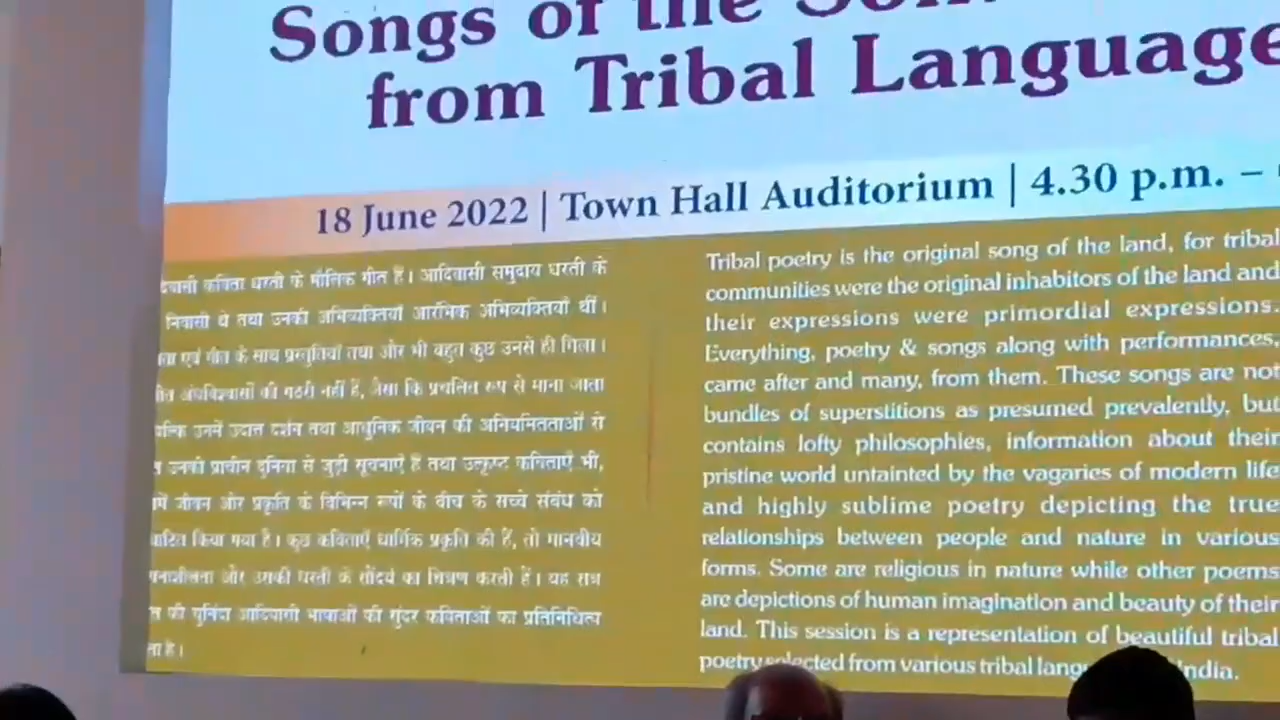 Songs of the
from Tribal Language
18 June 2022 | Town Hall Auditorium | 4.30 p.m. –
कविता धरती के मौलिक गीत हैं। आदिवासी समुदाय धरती के
निवासी थे तथा उनकी अभिव्यक्तियाँ आरंभिक अभिव्यक्तियाँ थीं।
एवं गीत के साथ प्रस्तुतियाँ तथा और भी बहुत कुछ उनसे ही मिला।
अंधविश्वासों की गठरी नहीं हैं, जैसा कि प्रचलित रूप से माना जाता
उनमें उदात्त दर्शन तथा आधुनिक जीवन की अनियमितताओं से
उनकी प्राचीन दुनिया से जुड़ी सूचनाएँ हैं तथा उत्कृष्ट कविताएँ भी,
जीवन और प्रकृति के विभिन्न रूपों के बीच के सच्चे संबंध को
किया गया है। कुछ कविताएँ धार्मिक प्रकृति की हैं, तो मानवीय
और उनकी धरती के सौंदर्य का चित्रण करती हैं। यह सत्र
की चुनिंदा आदिवासी भाषाओं की सुंदर कविताओं का प्रतिनिधित्व
है।
Tribal poetry is the original song of the land, for tribal
communities were the original inhabitors of the land and
their expressions were primordial expressions.
Everything, poetry & songs along with performances,
came after and many, from them. These songs are not
bundles of superstitions as presumed prevalently, but
contains lofty philosophies, information about their
pristine world untainted by the vagaries of modern life
and highly sublime poetry depicting the true
relationships between people and nature in various
forms. Some are religious in nature while other poems
are depictions of human imagination and beauty of their
land. This session is a representation of beautiful tribal
poetry selected from various tribal India.